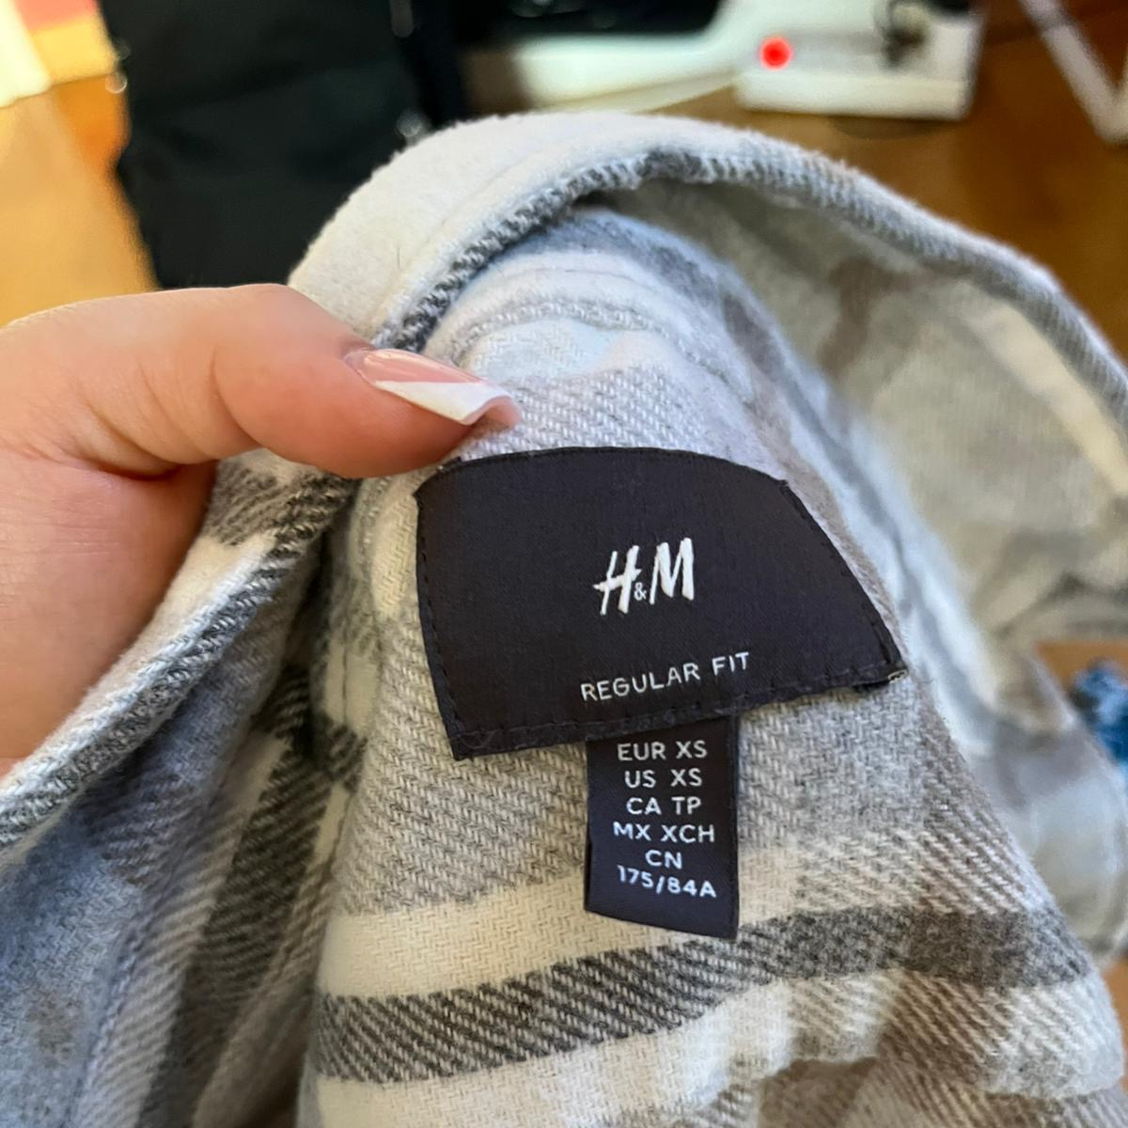 H&M
REGULAR FIT
EUR XS
US XS
CA TP
MX XCH
CN
175/84A